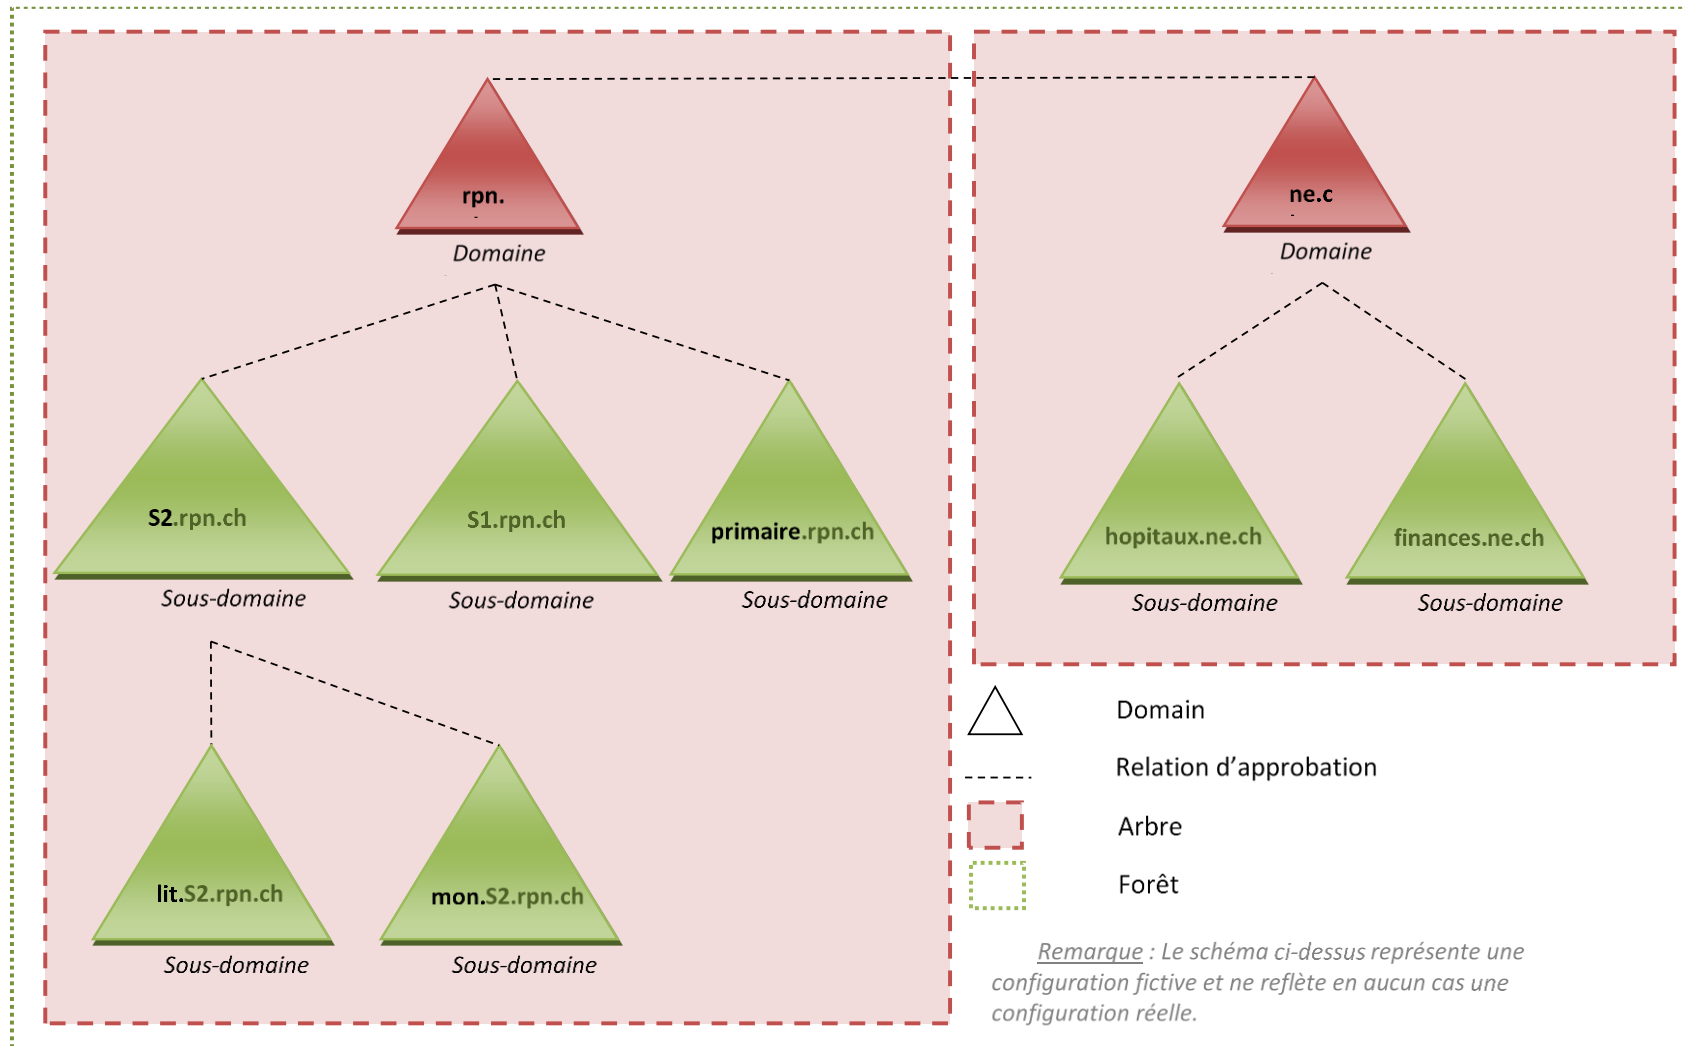 rpn.
ne.c
Domaine
Domaine
S2.rpn.ch
S1.rpn.ch
primaire.rpn.ch
hopitaux.ne.ch
finances.ne.ch
Sous-domaine
Sous-domaine
Sous-domaine
Sous-domaine
Sous-domaine
lit.S2.rpn.ch
mon.S2.rpn.ch
Sous-domaine
Sous-domaine
Domain
Relation d’approbation
Arbre
Forêt
Remarque : Le schéma ci-dessus représente une
configuration fictive et ne reflète en aucun cas une
configuration réelle.